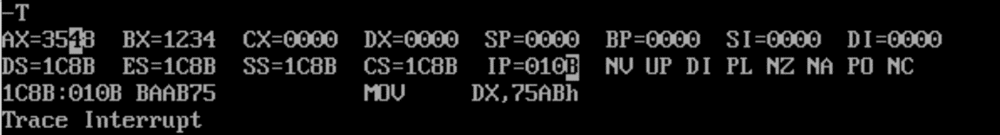 -T
AX=3548  BX=1234  CX=0000  DX=0000  SP=0000  BP=0000  SI=0000  DI=0000
DS=1C8B  ES=1C8B  SS=1C8B  CS=1C8B  IP=010B  NV UP DI PL NZ NA PO NC
1C8B:010B BAAB75            MOV     DX,75ABh
Trace Interrupt